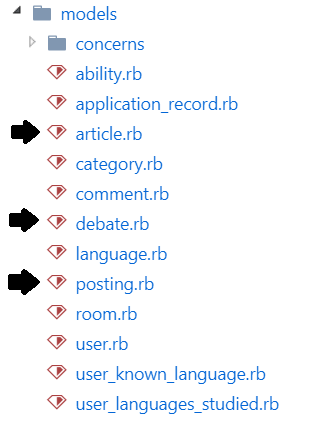 models
concerns
ability.rb
application_record.rb
article.rb
category.rb
comment.rb
debate.rb
language.rb
posting.rb
room.rb
user.rb
user_known_language.rb
user_languages_studied.rb